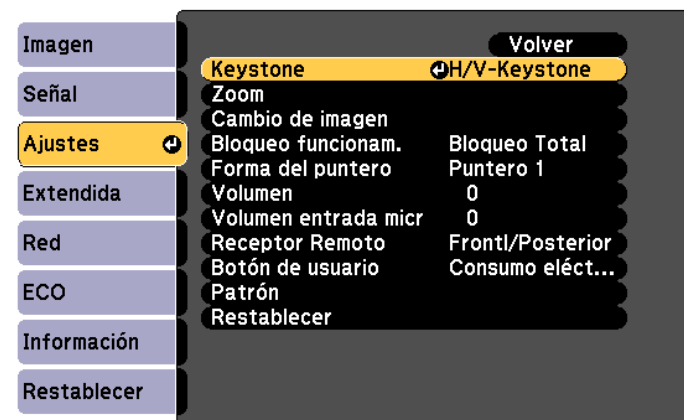 Imagen
Señal
Ajustes
Extendida
Red
ECO
Información
Restablecer
Volver
Keystone H/V-Keystone
Zoom
Cambio de imagen
Bloqueo funcionam. Bloqueo Total
Forma del puntero Puntero 1
Volumen 0
Volumen entrada micr 0
Receptor Remoto Frontl/Posterior
Botón de usuario Consumo eléct...
Patrón
Restablecer